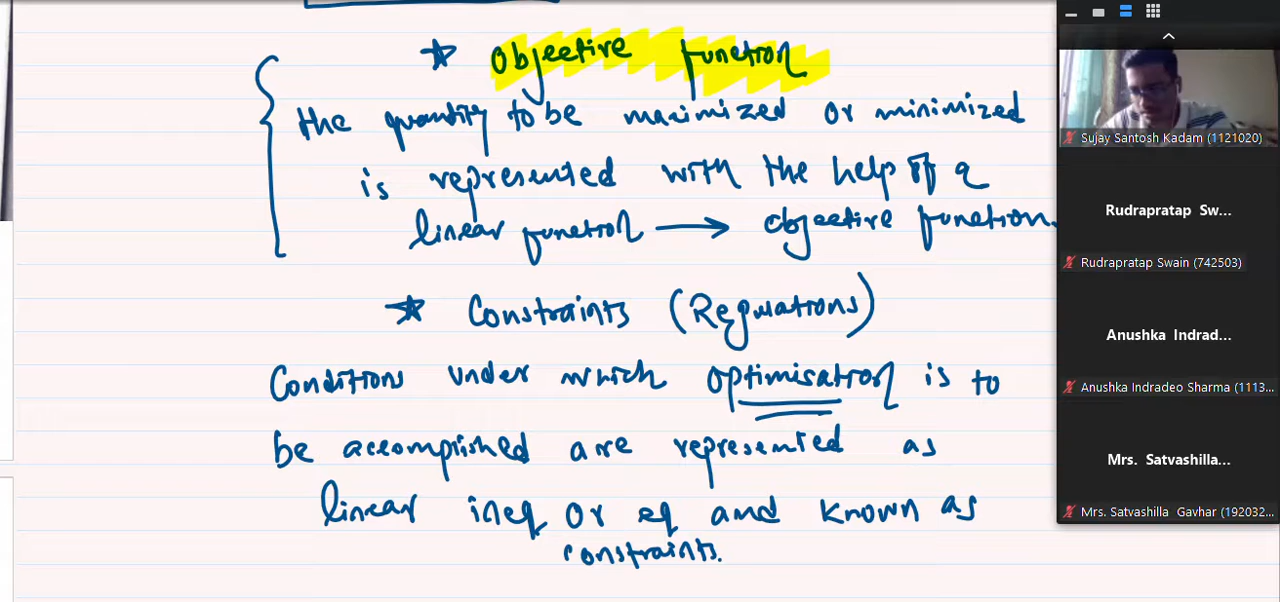 ★ Objective function
the quantity to be maximized or minimized
is represented with the help of a
linear function → objective function.
★ Constraints (Regulations)
Conditions under which optimisation is to
be accomplished are represented as
linear ineq or eq and known as
constraints.
Sujay Santosh Kadam (1121020)
Rudrapratap Sw...
Rudrapratap Swain (742503)
Anushka Indrad...
Anushka Indradeo Sharma (1113...
Mrs. Satvashilla...
Mrs. Satvashilla Gavhar (192032...